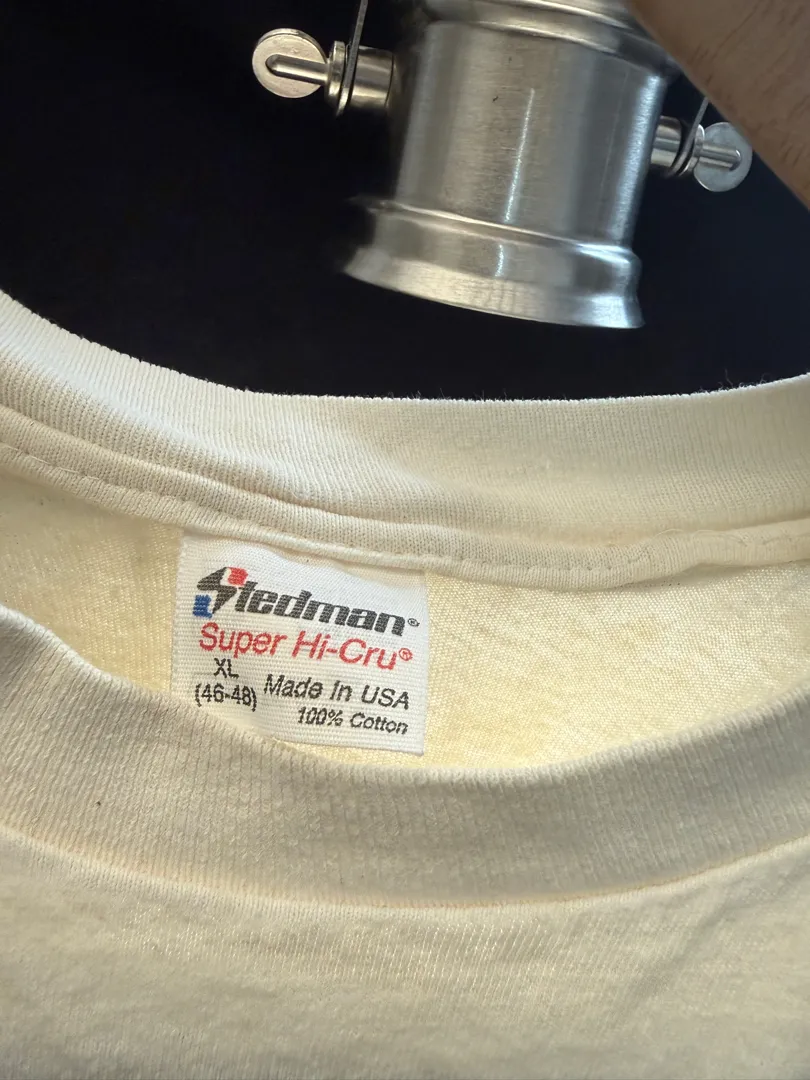 Stedman®
Super Hi-Cru®
XL
(46-48)
Made In USA
100% Cotton